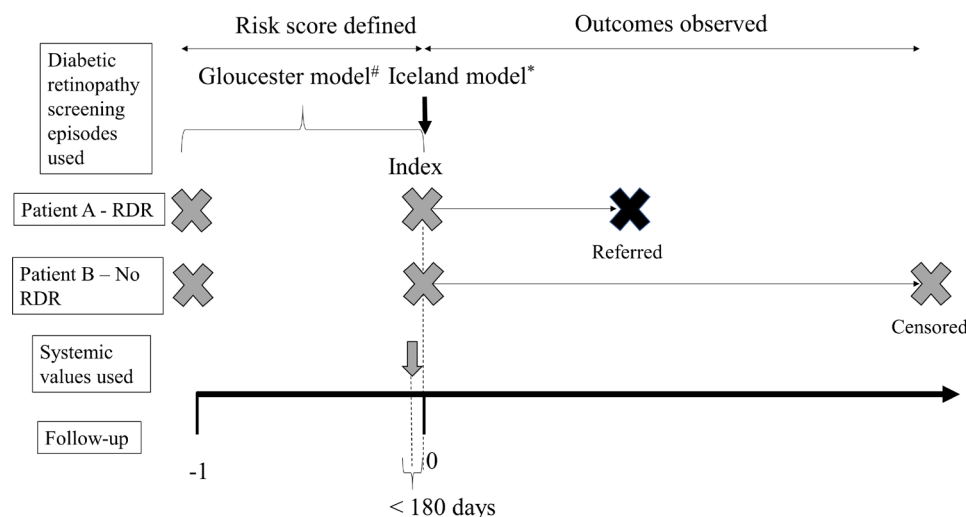 Risk score defined
Outcomes observed
Diabetic
retinopathy
screening
episodes
used
Gloucester model#
Iceland model*
Index
Patient A - RDR
Referred
Patient B – No
RDR
Censored
Systemic
values used
Follow-up
-1
0
< 180 days